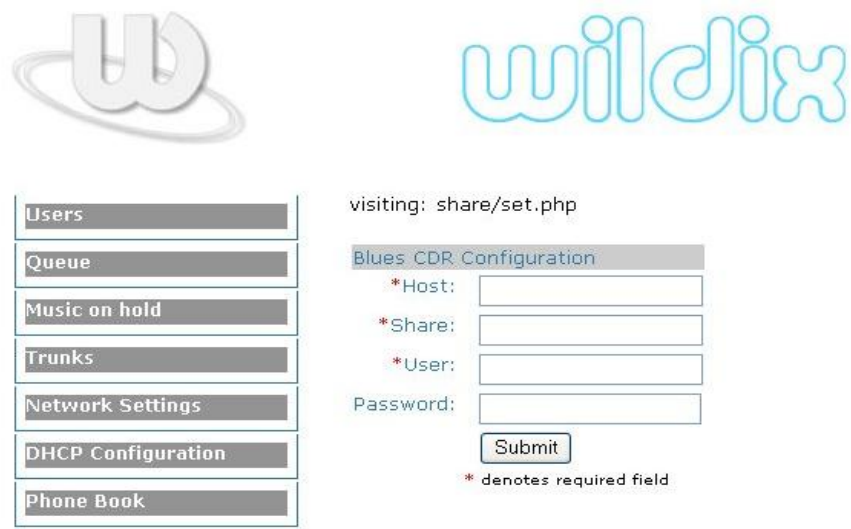 W
wildix
Users
Queue
Music on hold
Trunks
Network Settings
DHCP Configuration
Phone Book
visiting: share/set.php
Blues CDR Configuration
*Host:
*Share:
*User:
Password:
Submit
* denotes required field